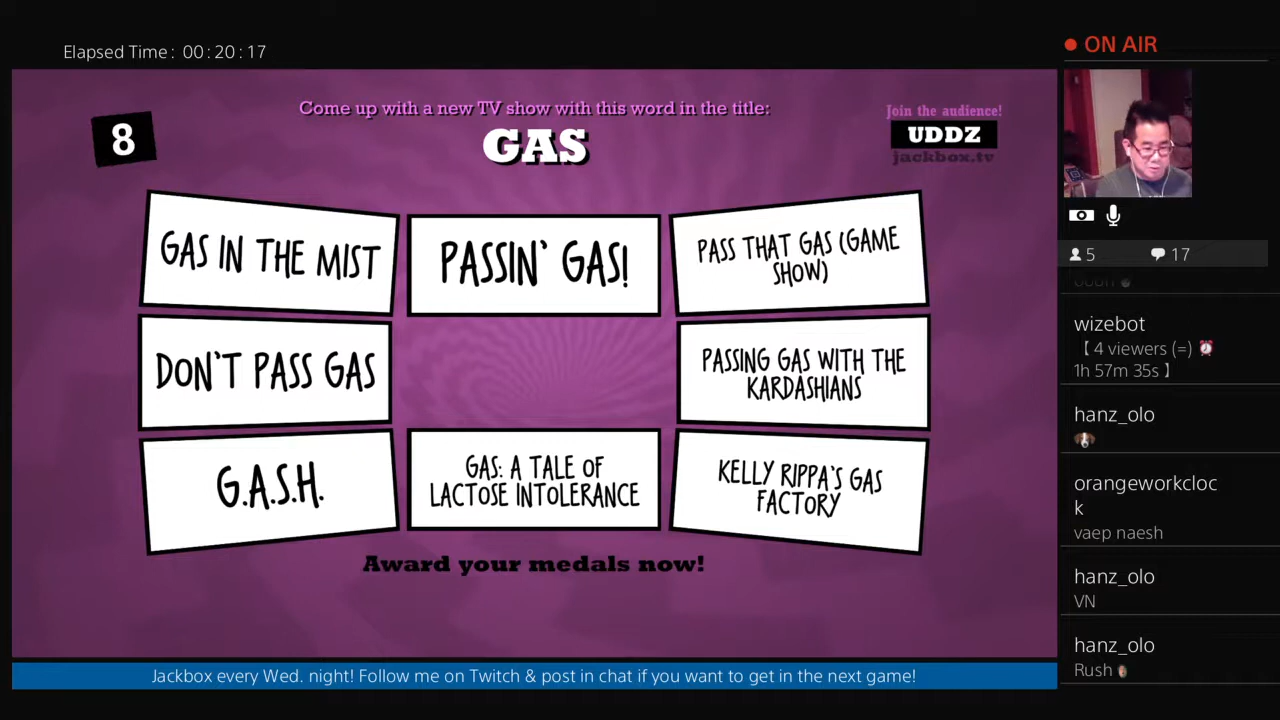 Elapsed Time: 00:20:17
ON AIR
8
Come up with a new TV show with this word in the title:
GAS
Join the audience!
UDDZ
jackbox.tv
GAS IN THE MIST
PASSIN' GAS!
PASS THAT GAS (GAME
SHOW)
DON'T PASS GAS
PASSING GAS WITH THE
KARDASHIANS
G.A.S.H.
GAS: A TALE OF
LACTOSE INTOLERANCE
KELLY RIPPA'S GAS
FACTORY
Award your medals now!
Jackbox every Wed. night! Follow me on Twitch & post in chat if you want to get in the next game!
5
17
wizebot
【 4 viewers (=) ⏰
1h 57m 35s 】
hanz_olo
🐶
orangeworkcloc
k
vaep naesh
hanz_olo
VN
hanz_olo
Rush